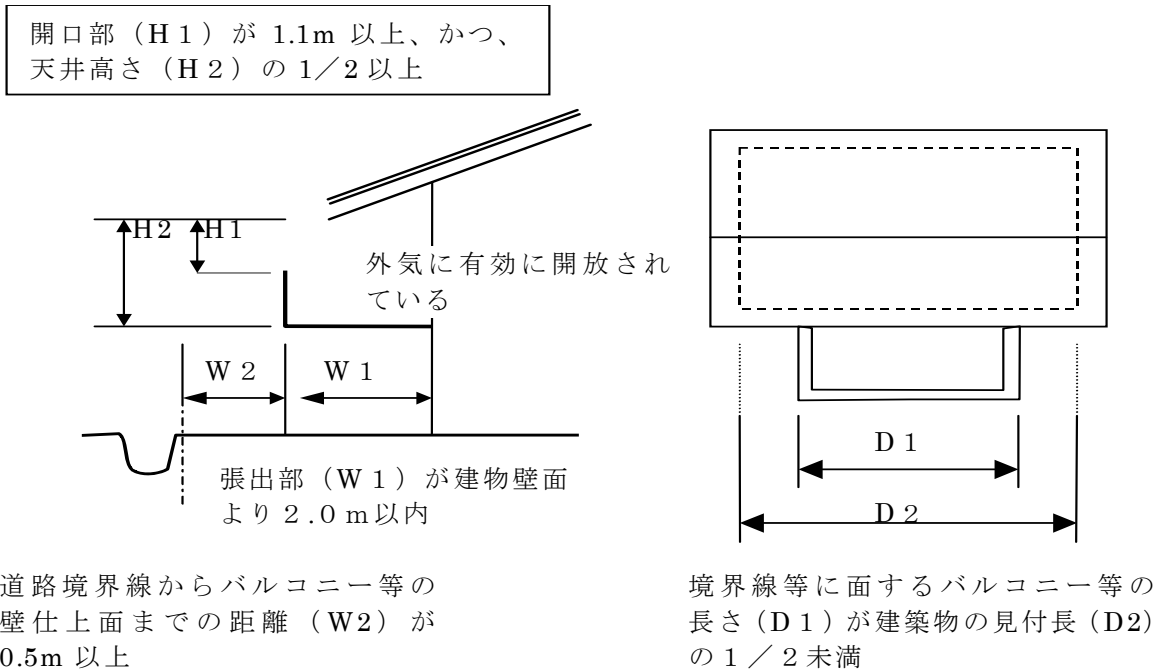 開口部（H１）が 1.1m 以上、かつ、
天井高さ（H２）の 1／2 以上
H2
H1
外気に有効に開放され
ている
W２
W１
張出部（W１）が建物壁面
より２.０ｍ以内
道路境界線からバルコニー等の
壁仕上面までの距離（W2）が
0.5m 以上
D１
D２
境界線等に面するバルコニー等の
長さ（D１）が建築物の見付長（D2）
の１／２未満